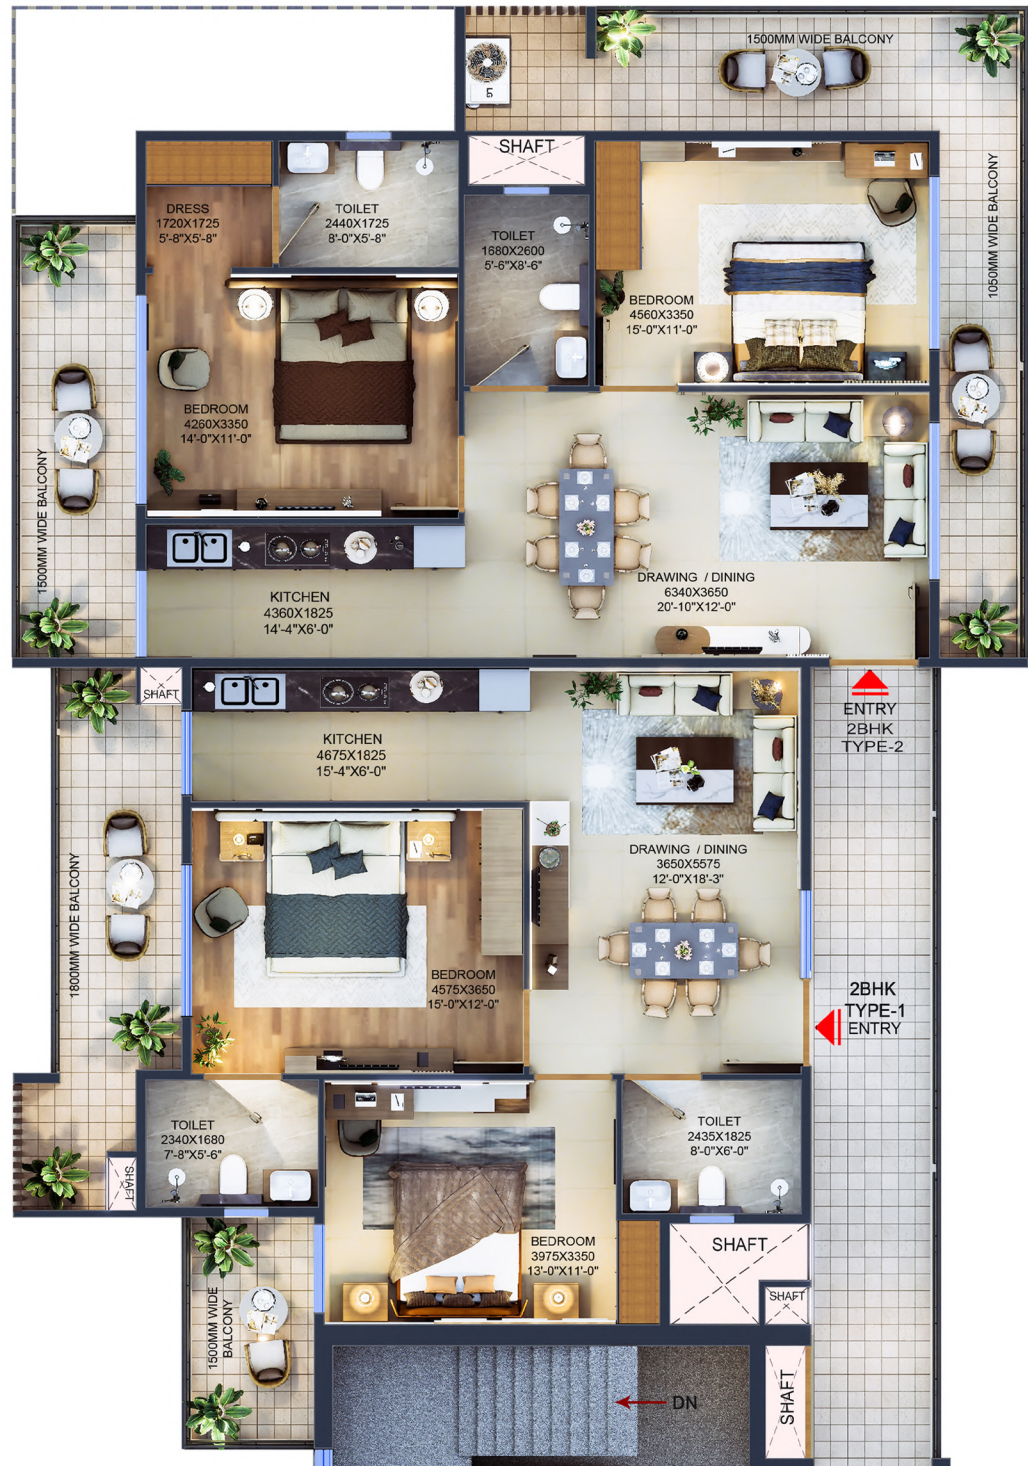 1500MM WIDE BALCONY
SHAFT
DRESS
1720X1725
5'-8"X5'-8"
TOILET
2440X1725
8'-0"X5'-8"
TOILET
1680X2600
5'-6"X8'-6"
1050MM WIDE BALCONY
BEDROOM
4560X3350
15'-0"X11'-0"
BEDROOM
4260X3350
14'-0"X11'-0"
1500MM WIDE BALCONY
DRAWING / DINING
6340X3650
20'-10"X12'-0"
KITCHEN
4360X1825
14'-4"X6'-0"
SHAFT
ENTRY
2BHK
TYPE-2
KITCHEN
4675X1825
15'-4"X6'-0"
DRAWING / DINING
3650X5575
12'-0"X18'-3"
1800MM WIDE BALCONY
BEDROOM
4575X3650
15'-0"X12'-0"
2BHK
TYPE-1
ENTRY
TOILET
2340X1680
7'-8"X5'-6"
TOILET
2435X1825
8'-0"X6'-0"
SHAFT
BEDROOM
3975X3350
13'-0"X11'-0"
SHAFT
SHAFT
1500MM WIDE
BALCONY
SHAFT
DN